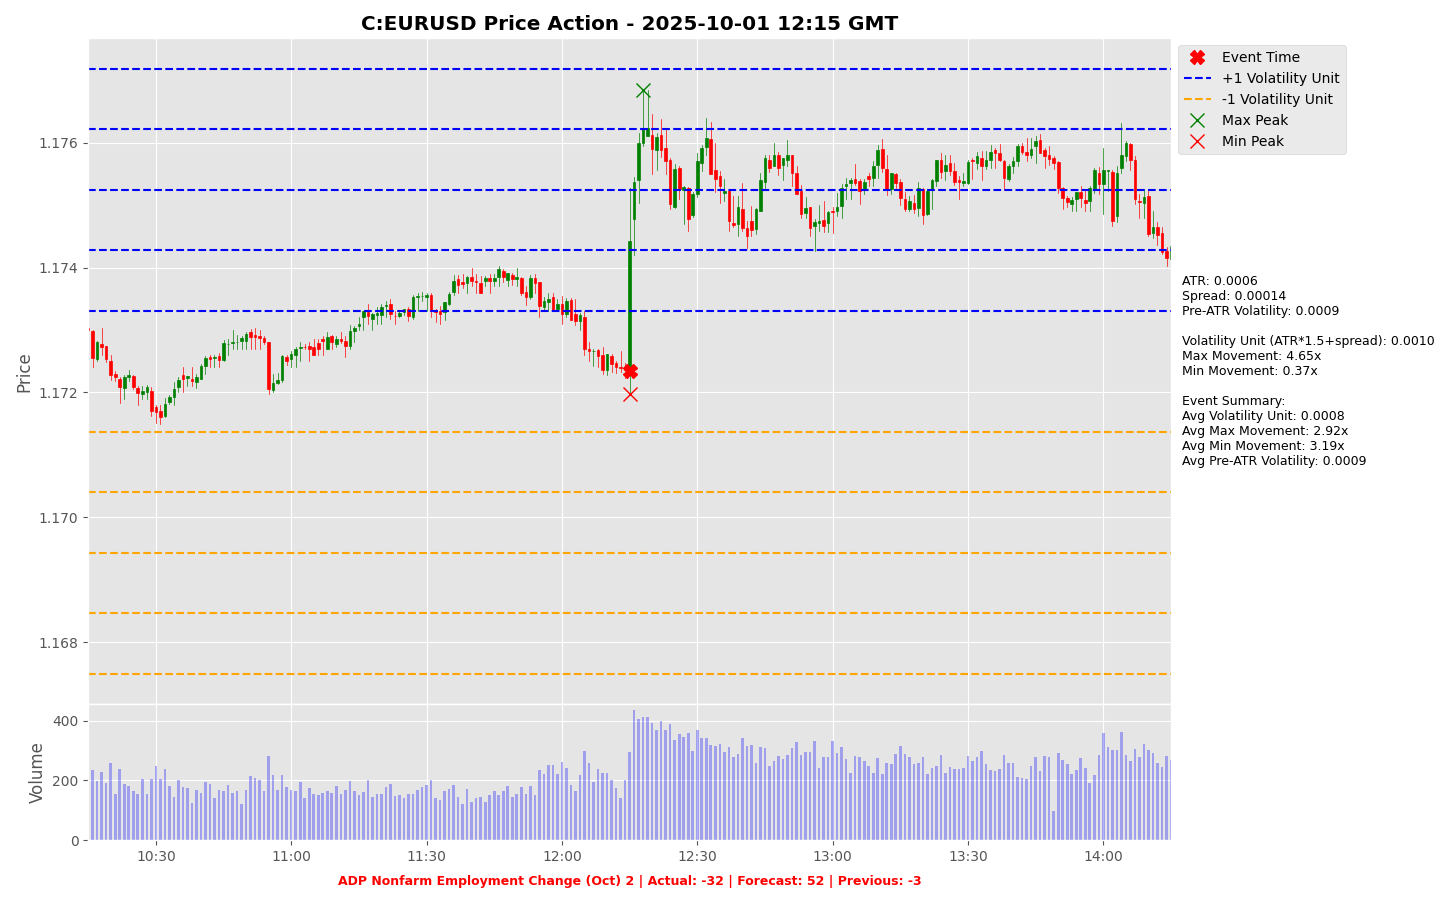 C:EURUSD Price Action - 2025-10-01 12:15 GMT
Event Time
+1 Volatility Unit
-1 Volatility Unit
Max Peak
Min Peak
1.176
1.174
1.172
1.170
1.168
Price
ATR: 0.0006
Spread: 0.00014
Pre-ATR Volatility: 0.0009
Volatility Unit (ATR*1.5+spread): 0.0010
Max Movement: 4.65x
Min Movement: 0.37x
Event Summary:
Avg Volatility Unit: 0.0008
Avg Max Movement: 2.92x
Avg Min Movement: 3.19x
Avg Pre-ATR Volatility: 0.0009
400
200
0
Volume
10:30 11:00 11:30 12:00 12:30 13:00 13:30 14:00
ADP Nonfarm Employment Change (Oct) 2 | Actual: -32 | Forecast: 52 | Previous: -3